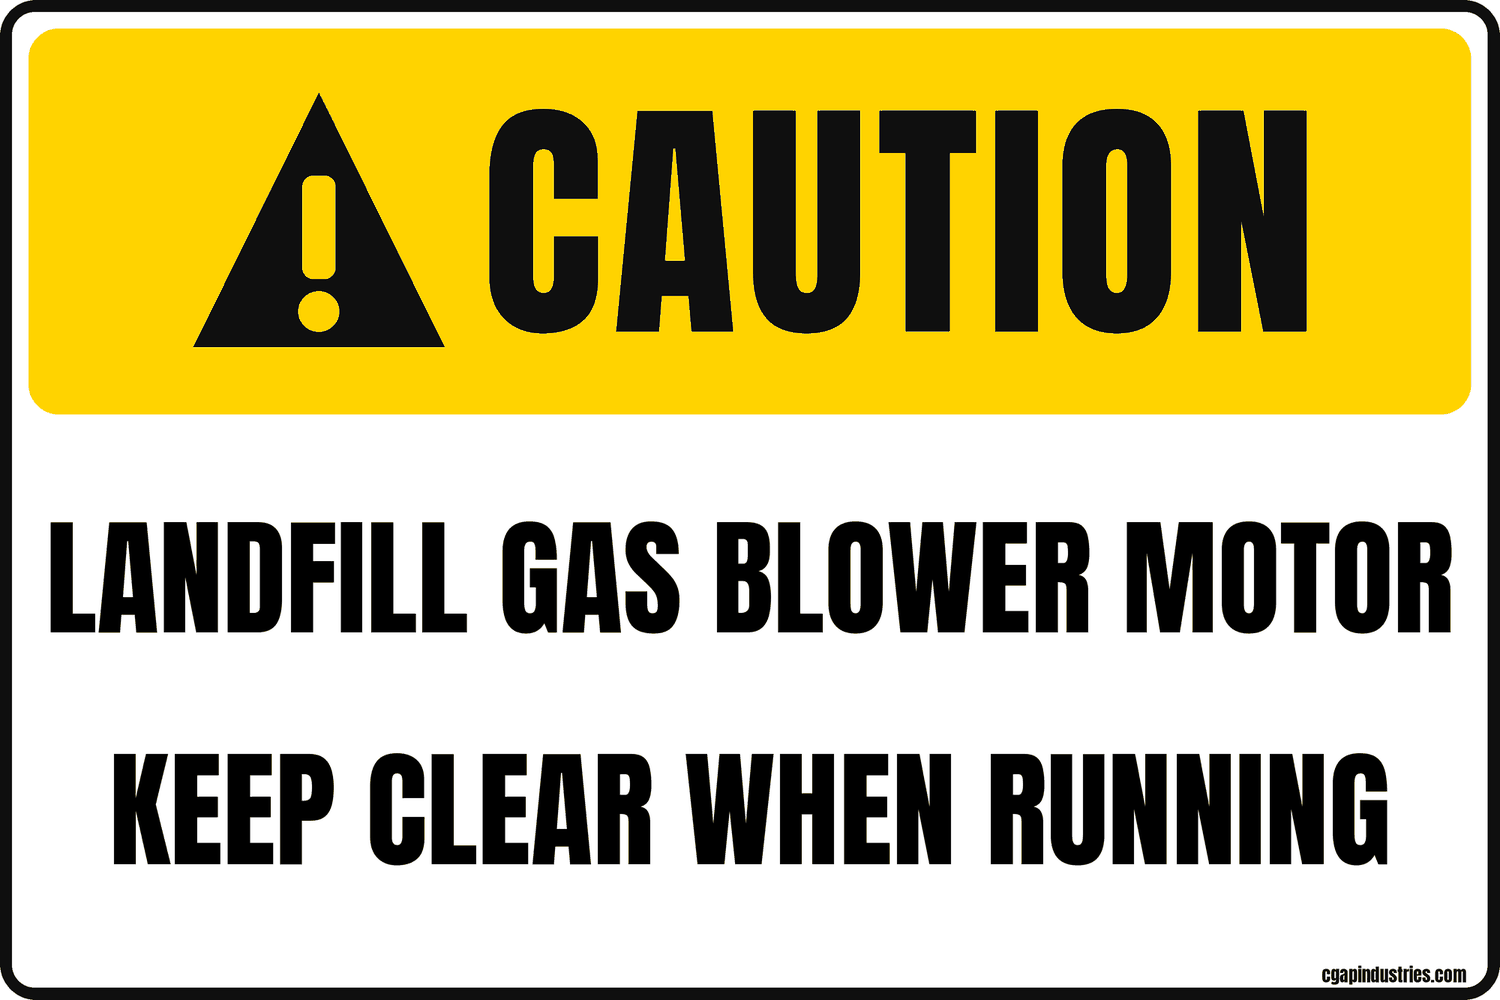 CAUTION
LANDFILL GAS BLOWER MOTOR
KEEP CLEAR WHEN RUNNING
cgapindustries.com